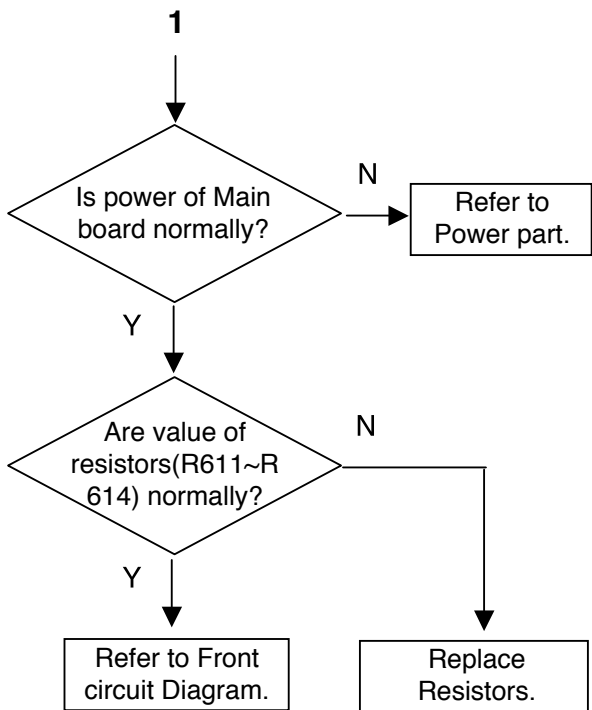 1
Is power of Main
board normally?
N
Refer to
Power part.
Y
Are value of
resistors(R611~R
614) normally?
N
Y
Refer to Front
circuit Diagram.
Replace
Resistors.